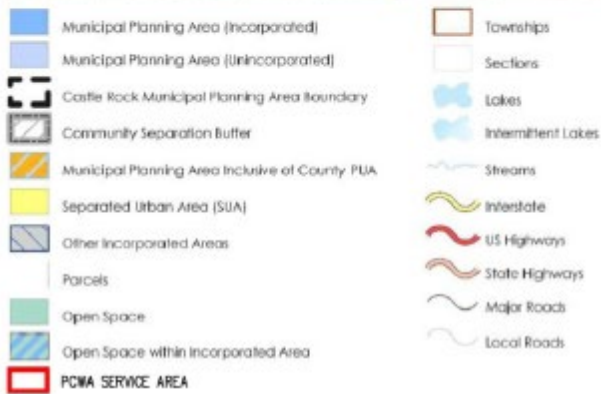 Municipal Planning Area (Incorporated)
Municipal Planning Area (Unincorporated)
Castle Rock Municipal Planning Area Boundary
Community Separation Buffer
Municipal Planning Area Inclusive of County PUA
Separated Urban Area (SUA)
Other Incorporated Areas
Parcels
Open Space
Open Space within Incorporated Area
PCWA SERVICE AREA
Townships
Sections
Lakes
Intermittent Lakes
Streams
Interstate
US Highways
State Highways
Major Roads
Local Roads